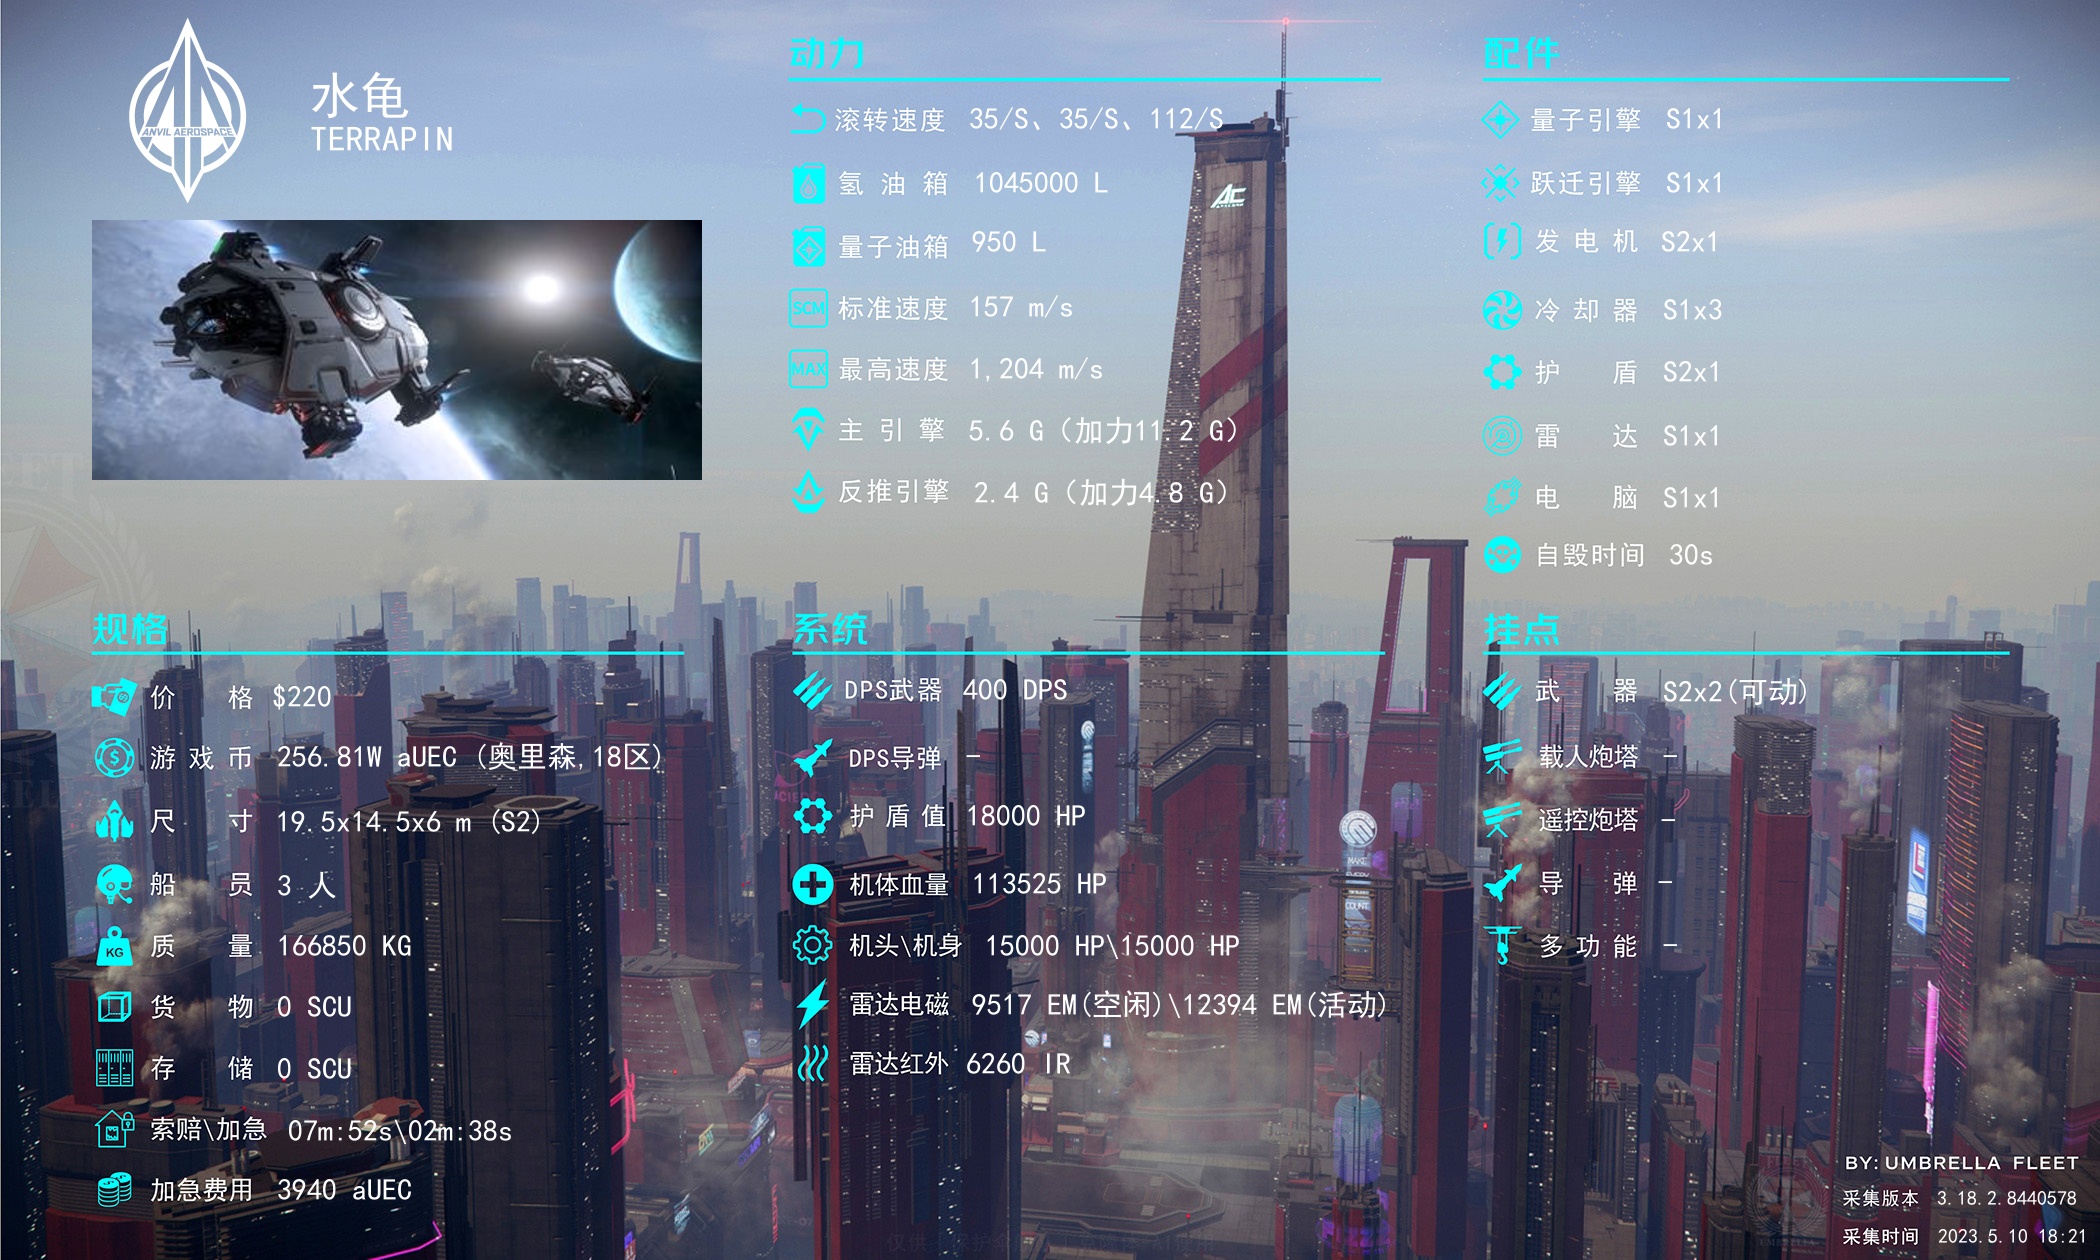 ANVIL AEROSPACE
水龟
TERRAPIN
动力
滚转速度 35/S、35/S、112/S
氢油箱 1045000 L
量子油箱 950 L
SCM 标准速度 157 m/s
MAX 最高速度 1,204 m/s
主引擎 5.6 G（加力11.2 G）
反推引擎 2.4 G（加力4.8 G）
配件
量子引擎 S1x1
跃迁引擎 S1x1
发电机 S2x1
冷却器 S1x3
护盾 S2x1
雷达 S1x1
电脑 S1x1
自毁时间 30s
规格
价格 $220
游戏币 256.81W aUEC (奥里森,18区)
尺寸 19.5x14.5x6 m (S2)
船员 3 人
KG 质量 166850 KG
货物 0 SCU
存储 0 SCU
索赔\加急 07m:52s\02m:38s
加急费用 3940 aUEC
系统
DPS武器 400 DPS
DPS导弹 -
护盾值 18000 HP
机体血量 113525 HP
机头\机身 15000 HP\15000 HP
雷达电磁 9517 EM(空闲)\12394 EM(活动)
雷达红外 6260 IR
挂点
武器 S2x2(可动)
载人炮塔 -
遥控炮塔 -
导弹 -
多功能 -
AC
MAKE
EVERY
COUNT
BY: UMBRELLA FLEET
采集版本 3.18.2.8440578
采集时间 2023.5.10 18:21